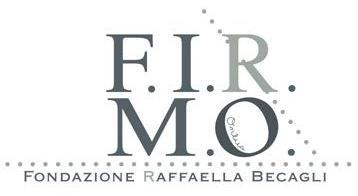 F.I.R.
M.O.
Onlus
FONDAZIONE RAFFAELLA BECAGLI